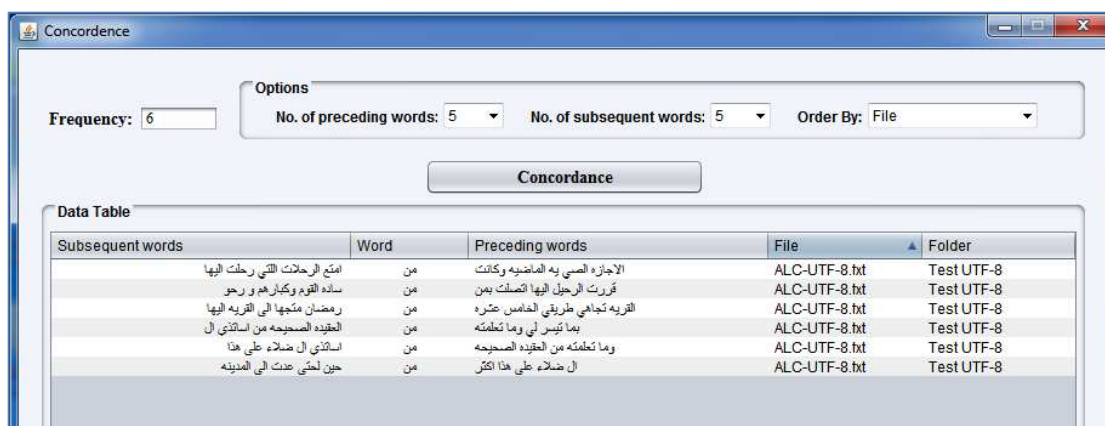 Concordence
Options
Frequency: 6
No. of preceding words: 5 No. of subsequent words: 5 Order By: File
Concordance
Data Table
Subsequent words Word Preceding words File Folder
امتع الرحلات اللتي رحلت اليها من الاجازه الصي يه الماضيه وكانت ALC-UTF-8.txt Test UTF-8
ساده القوم وكبارهم و رحو من قررت الرحيل اليها اتصلت بمن ALC-UTF-8.txt Test UTF-8
رمضان متجها الى القريه اليها من القريه تجاهي طريقي الخامس عشره ALC-UTF-8.txt Test UTF-8
العقيده الصحيحه من اساتذي ال من بما تيسر لي وما تعلمته ALC-UTF-8.txt Test UTF-8
اساتذي ال ضلاء على هذا من وما تعلمته من العقيده الصحيحه ALC-UTF-8.txt Test UTF-8
حين لحتى عدت الى المدينه من ال ضلاء على هذا اكثر ALC-UTF-8.txt Test UTF-8